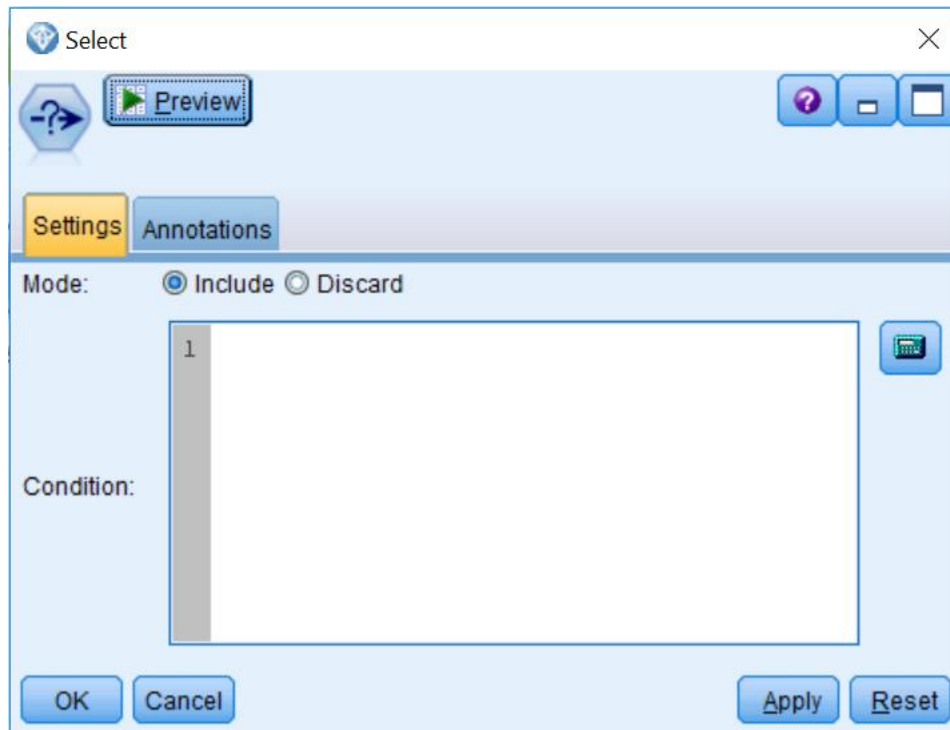 Select
Preview
?
Settings Annotations
Mode: Include Discard
1
Condition:
OK Cancel Apply Reset